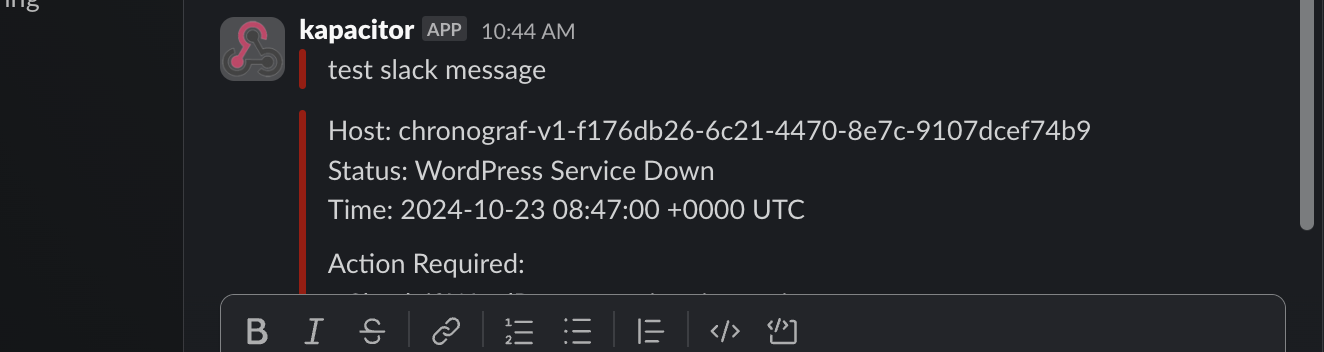 ing
kapacitor APP 10:44 AM
test slack message
Host: chronograf-v1-f176db26-6c21-4470-8e7c-9107dcef74b9
Status: WordPress Service Down
Time: 2024-10-23 08:47:00 +0000 UTC
Action Required: